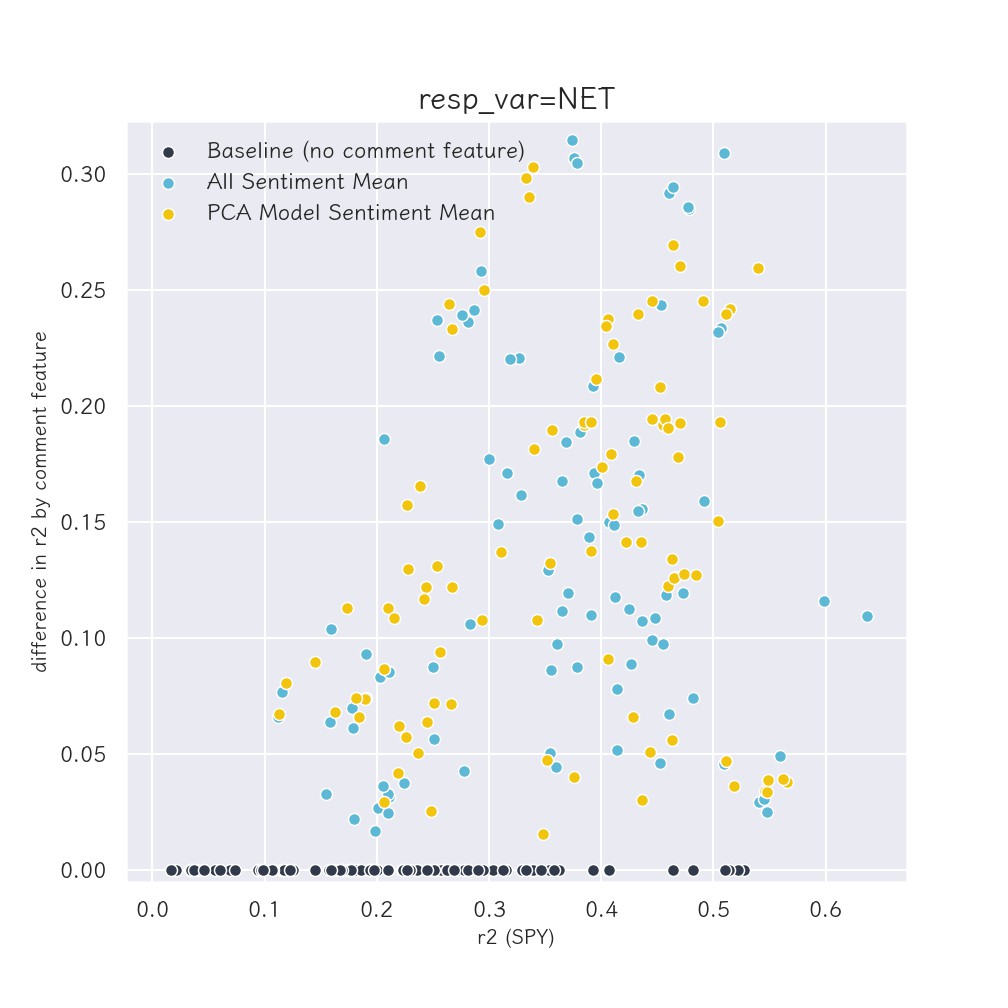 resp_var=NET
Baseline (no comment feature)
All Sentiment Mean
PCA Model Sentiment Mean
difference in r2 by comment feature
0.30
0.25
0.20
0.15
0.10
0.05
0.00
0.0 0.1 0.2 0.3 0.4 0.5 0.6
r2 (SPY)